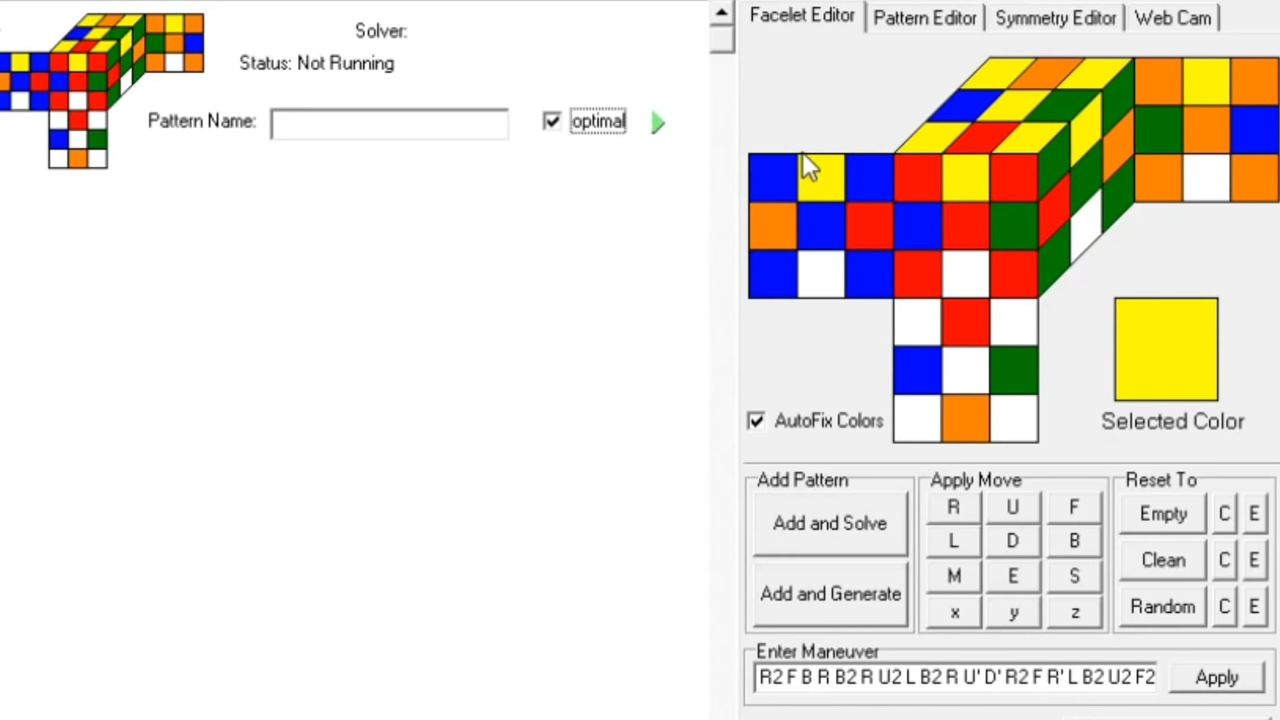 Solver:
Status: Not Running
Pattern Name:
optimal
Facelet Editor
Pattern Editor
Symmetry Editor
Web Cam
AutoFix Colors
Selected Color
Add Pattern
Add and Solve
Add and Generate
Apply Move
R U F
L D B
M E S
x y z
Reset To
Empty C E
Clean C E
Random C E
Enter Maneuver
R2 F B R B2 R U2 L B2 R U' D' R2 F R' L B2 U2 F2
Apply